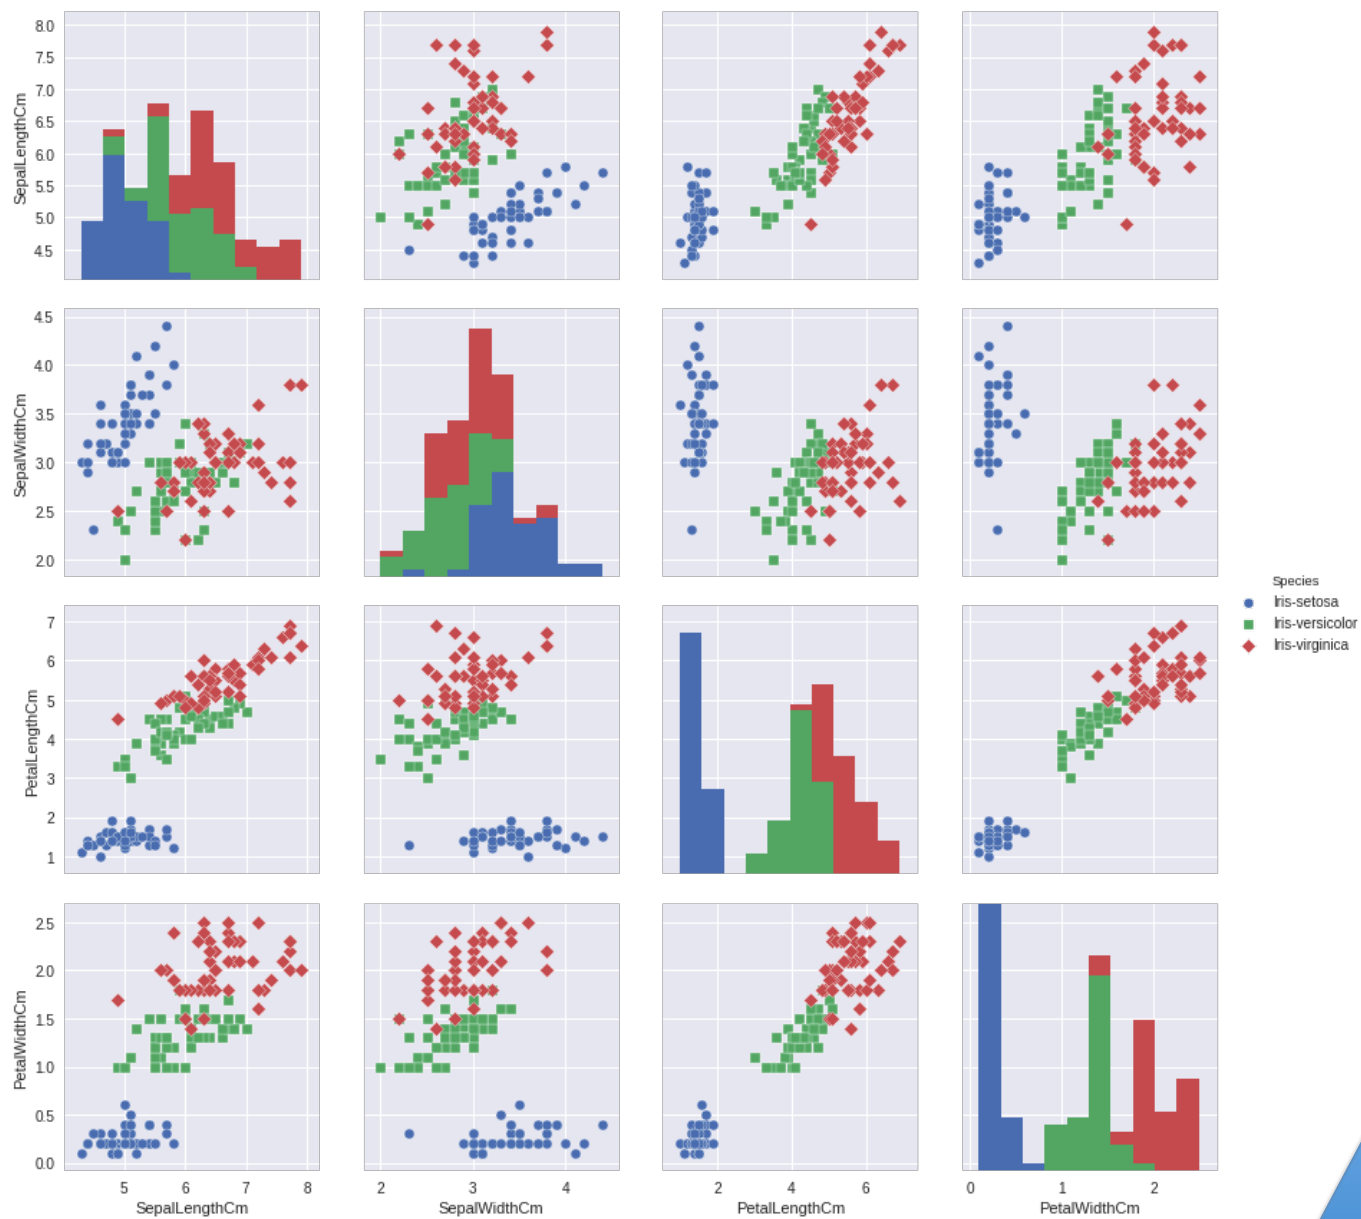 8.0
7.5
7.0
6.5
6.0
5.5
5.0
4.5
SepalLengthCm
4.5
4.0
3.5
3.0
2.5
2.0
SepalWidthCm
Species
Iris-setosa
Iris-versicolor
Iris-virginica
7
6
5
4
3
2
1
PetalLengthCm
2.5
2.0
1.5
1.0
0.5
0.0
PetalWidthCm
5 6 7 8
SepalLengthCm
2 3 4
SepalWidthCm
2 4 6
PetalLengthCm
0 1 2
PetalWidthCm